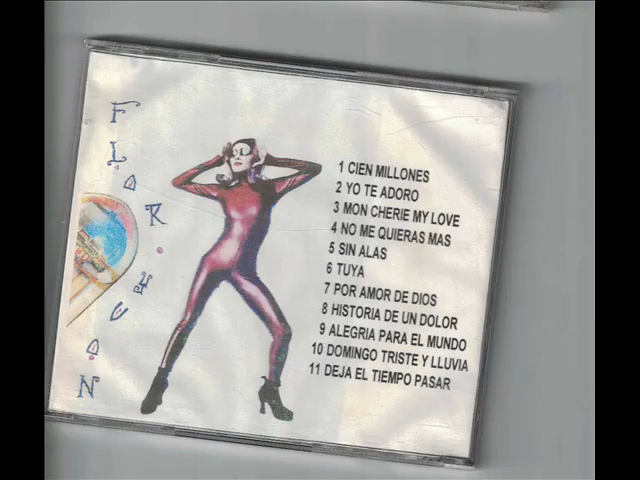 FLOR YVON
1 CIEN MILLONES
2 YO TE ADORO
3 MON CHERIE MY LOVE
4 NO ME QUIERAS MAS
5 SIN ALAS
6 TUYA
7 POR AMOR DE DIOS
8 HISTORIA DE UN DOLOR
9 ALEGRIA PARA EL MUNDO
10 DOMINGO TRISTE Y LLUVIA
11 DEJA EL TIEMPO PASAR